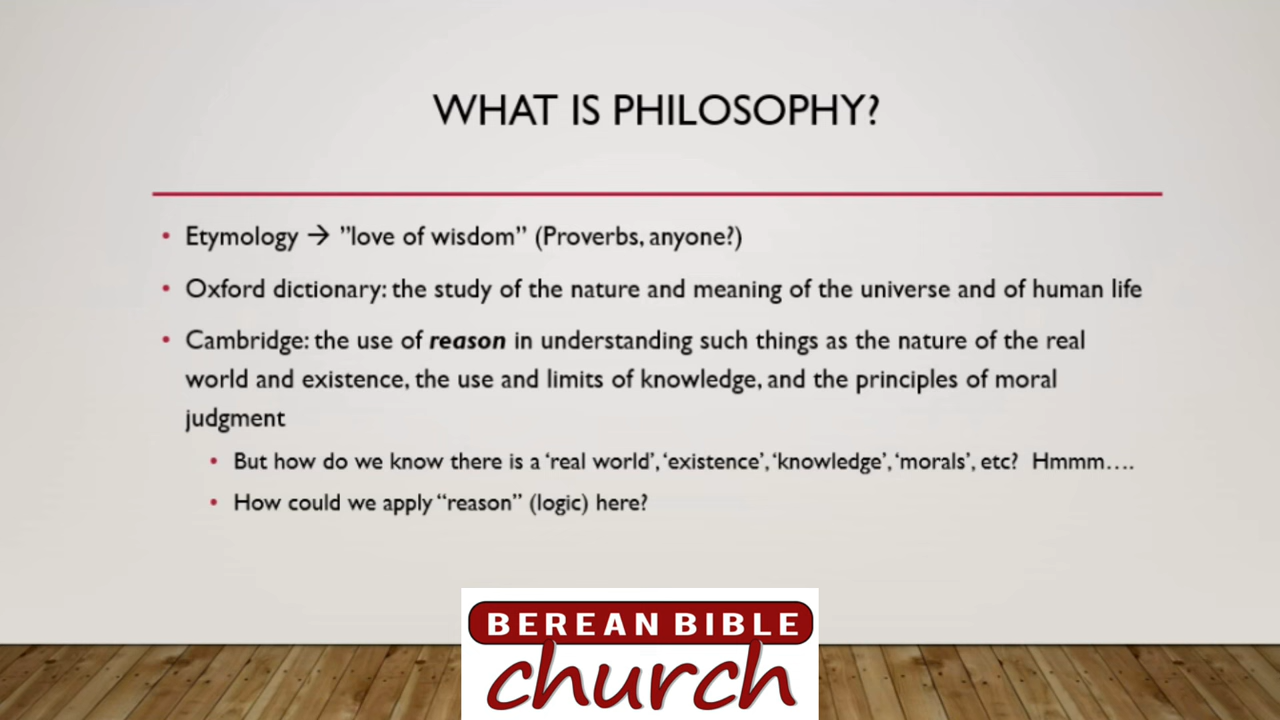 WHAT IS PHILOSOPHY?
• Etymology → ”love of wisdom” (Proverbs, anyone?)
• Oxford dictionary: the study of the nature and meaning of the universe and of human life
• Cambridge: the use of reason in understanding such things as the nature of the real
world and existence, the use and limits of knowledge, and the principles of moral
judgment
• But how do we know there is a ‘real world’, ‘existence’, ‘knowledge’, ‘morals’, etc? Hmmm….
• How could we apply “reason” (logic) here?
BEREAN BIBLE
church